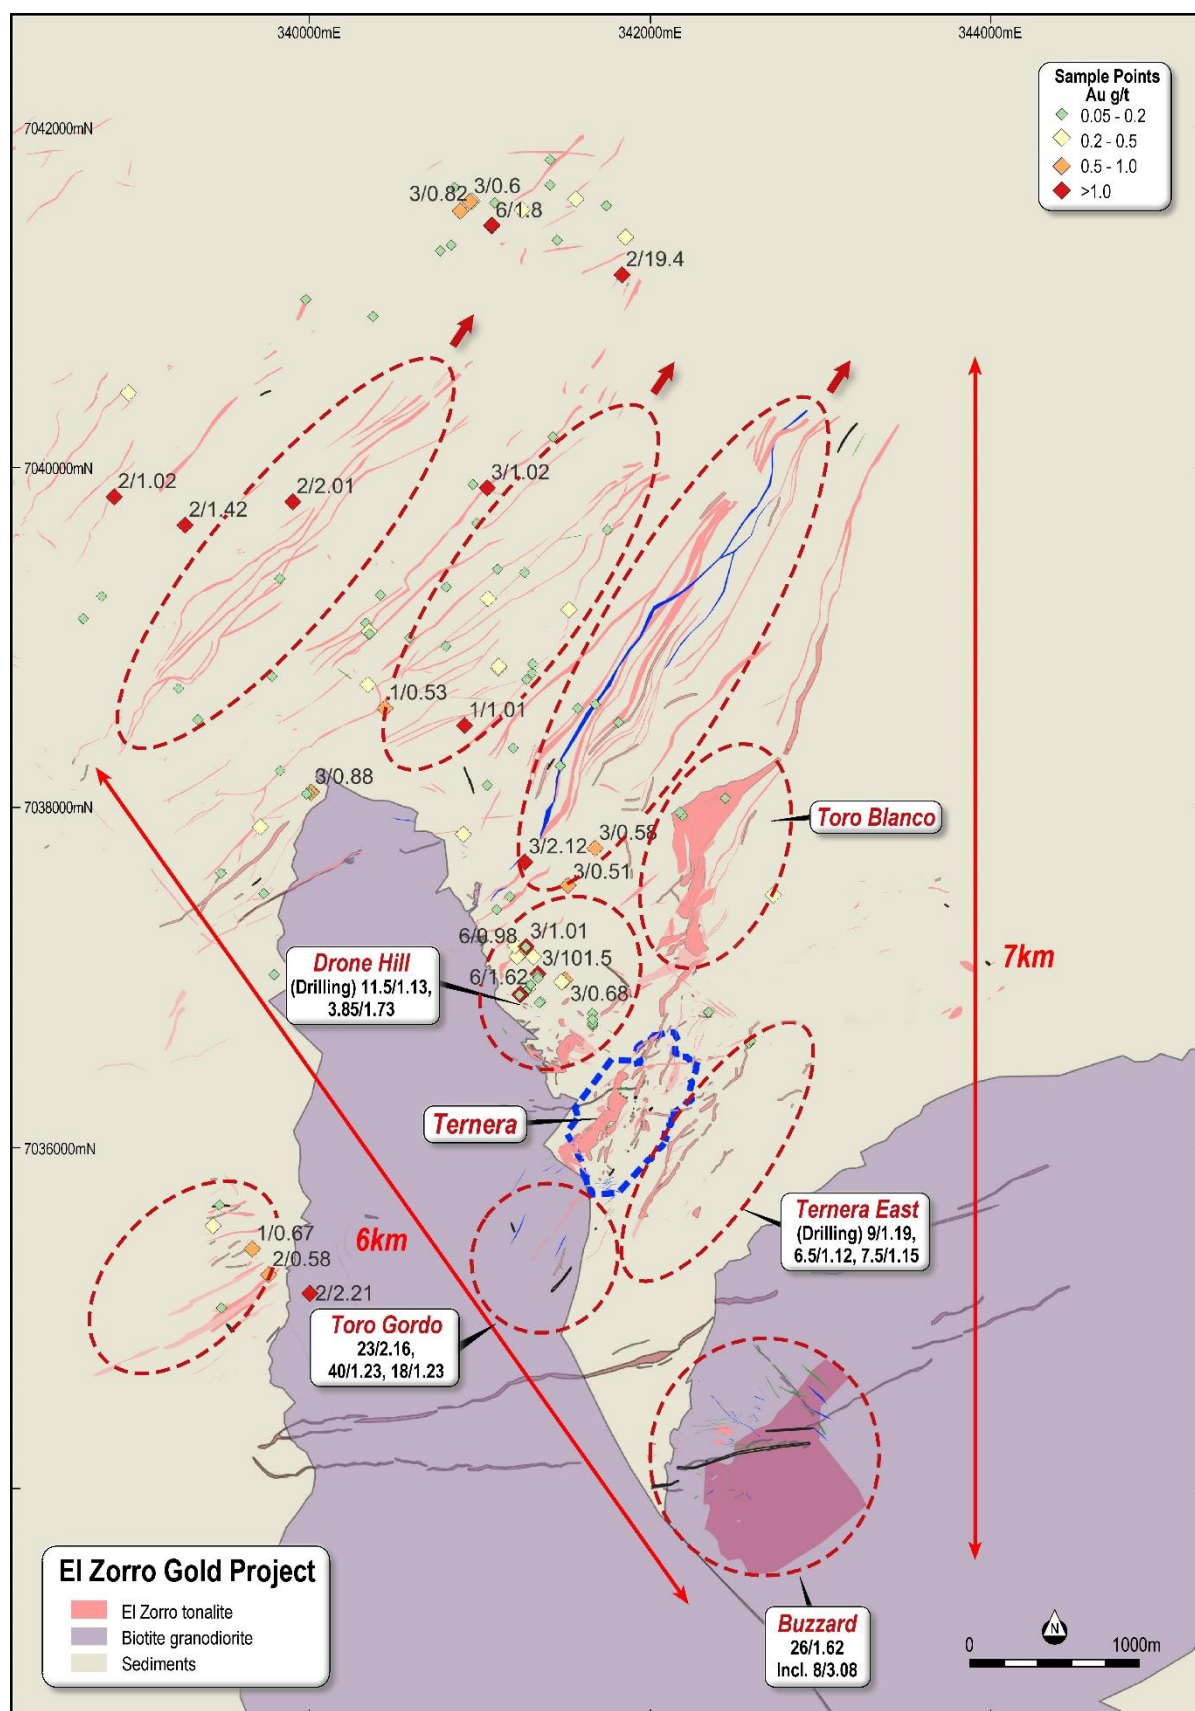 340000mE
342000mE
344000mE
Sample Points
Au g/t
0.05 - 0.2
0.2 - 0.5
0.5 - 1.0
>1.0
7042000mN
3/0.6
3/0.82
6/1.8
2/19.4
7040000mN
2/1.02
2/1.42
2/2.01
3/1.02
1/0.53
1/1.01
7038000mN
3/0.88
Toro Blanco
3/0.58
3/2.12
3/0.51
3/1.01
6/0.98
3/101.5
6/1.62
3/0.68
7km
Drone Hill
(Drilling) 11.5/1.13,
3.85/1.73
Ternera
7036000mN
Ternera East
(Drilling) 9/1.19,
6.5/1.12, 7.5/1.15
6km
1/0.67
2/0.58
2/2.21
Toro Gordo
23/2.16,
40/1.23, 18/1.23
El Zorro Gold Project
El Zorro tonalite
Biotite granodiorite
Sediments
Buzzard
26/1.62
Incl. 8/3.08
N
0
1000m